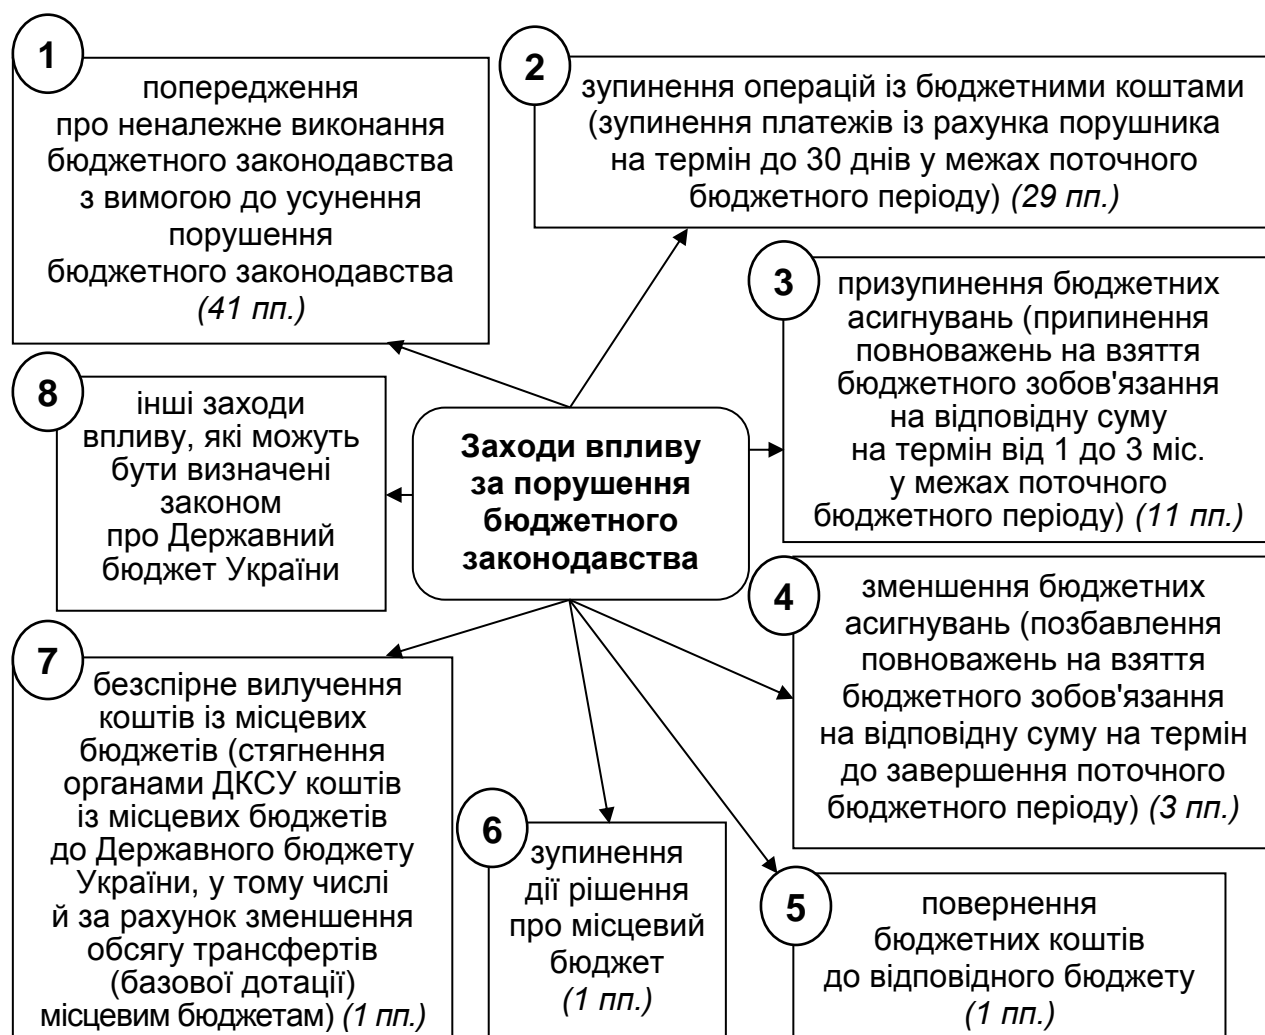 1
попередження
про неналежне виконання
бюджетного законодавства
з вимогою до усунення
порушення
бюджетного законодавства
(41 пп.)
2
зупинення операцій із бюджетними коштами
(зупинення платежів із рахунка порушника
на термін до 30 днів у межах поточного
бюджетного періоду) (29 пп.)
3
призупинення бюджетних
асигнувань (припинення
повноважень на взяття
бюджетного зобов'язання
на відповідну суму
на термін від 1 до 3 міс.
у межах поточного
бюджетного періоду) (11 пп.)
8
інші заходи
впливу, які можуть
бути визначені
законом
про Державний
бюджет України
Заходи впливу
за порушення
бюджетного
законодавства
4
зменшення бюджетних
асигнувань (позбавлення
повноважень на взяття
бюджетного зобов'язання
на відповідну суму на термін
до завершення поточного
бюджетного періоду) (3 пп.)
7
безспірне вилучення
коштів із місцевих
бюджетів (стягнення
органами ДКСУ коштів
із місцевих бюджетів
до Державного бюджету
України, у тому числі
й за рахунок зменшення
обсягу трансфертів
(базової дотації)
місцевим бюджетам) (1 пп.)
6
зупинення
дії рішення
про місцевий
бюджет
(1 пп.)
5
повернення
бюджетних коштів
до відповідного бюджету
(1 пп.)